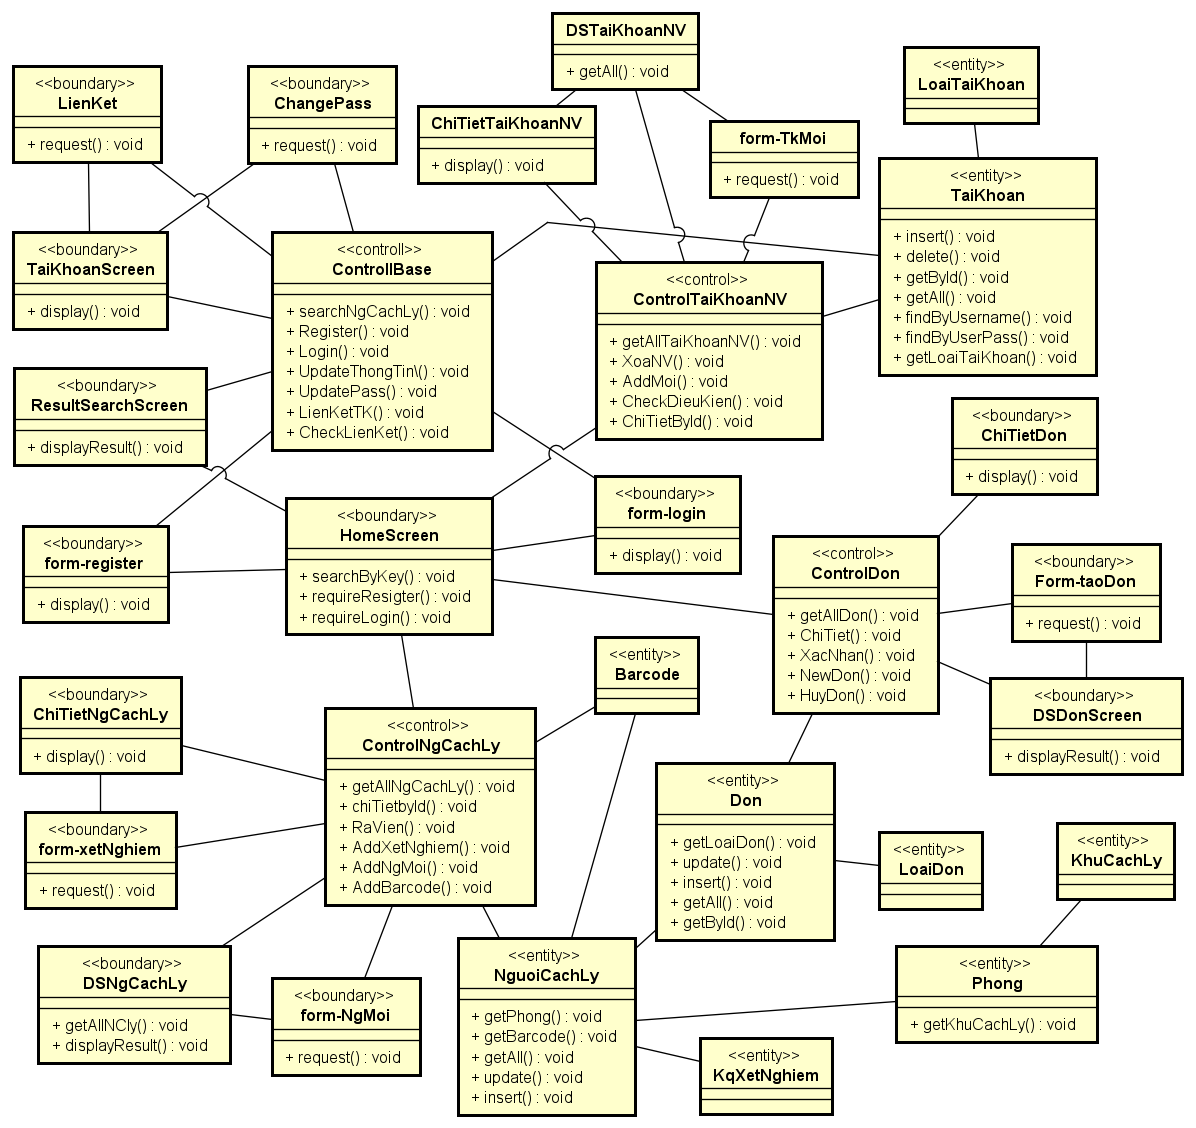 DSTaiKhoanNV
+ getAll() : void
<<boundary>>
LienKet
+ request() : void
<<boundary>>
ChangePass
+ request() : void
ChiTietTaiKhoanNV
+ display() : void
form-TkMoi
+ request() : void
<<entity>>
LoaiTaiKhoan
<<entity>>
TaiKhoan
+ insert() : void
+ delete() : void
+ getById() : void
+ getAll() : void
+ findByUsername() : void
+ findByUserPass() : void
+ getLoaiTaiKhoan() : void
<<boundary>>
TaiKhoanScreen
+ display() : void
<<controll>>
ControllBase
+ searchNgCachLy() : void
+ Register() : void
+ Login() : void
+ UpdateThongTin\() : void
+ UpdatePass() : void
+ LienKetTK() : void
+ CheckLienKet() : void
<<control>>
ControlTaiKhoanNV
+ getAllTaiKhoanNV() : void
+ XoaNV() : void
+ AddMoi() : void
+ CheckDieuKien() : void
+ ChiTietById() : void
<<boundary>>
ResultSearchScreen
+ displayResult() : void
<<boundary>>
ChiTietDon
+ display() : void
<<boundary>>
form-register
+ display() : void
<<boundary>>
HomeScreen
+ searchByKey() : void
+ requireResigter() : void
+ requireLogin() : void
<<boundary>>
form-login
+ display() : void
<<control>>
ControlDon
+ getAllDon() : void
+ ChiTiet() : void
+ XacNhan() : void
+ NewDon() : void
+ HuyDon() : void
<<boundary>>
Form-taoDon
+ request() : void
<<boundary>>
DSDonScreen
+ displayResult() : void
<<entity>>
Barcode
<<boundary>>
ChiTietNgCachLy
+ display() : void
<<control>>
ControlNgCachLy
+ getAllNgCachLy() : void
+ chiTietbyId() : void
+ RaVien() : void
+ AddXetNghiem() : void
+ AddNgMoi() : void
+ AddBarcode() : void
<<entity>>
Don
+ getLoaiDon() : void
+ update() : void
+ insert() : void
+ getAll() : void
+ getById() : void
<<boundary>>
form-xetNghiem
+ request() : void
<<entity>>
LoaiDon
<<entity>>
KhuCachLy
<<boundary>>
DSNgCachLy
+ getAllNCly() : void
+ displayResult() : void
<<boundary>>
form-NgMoi
+ request() : void
<<entity>>
NguoiCachLy
+ getPhong() : void
+ getBarcode() : void
+ getAll() : void
+ update() : void
+ insert() : void
<<entity>>
Phong
+ getKhuCachLy() : void
<<entity>>
KqXetNghiem